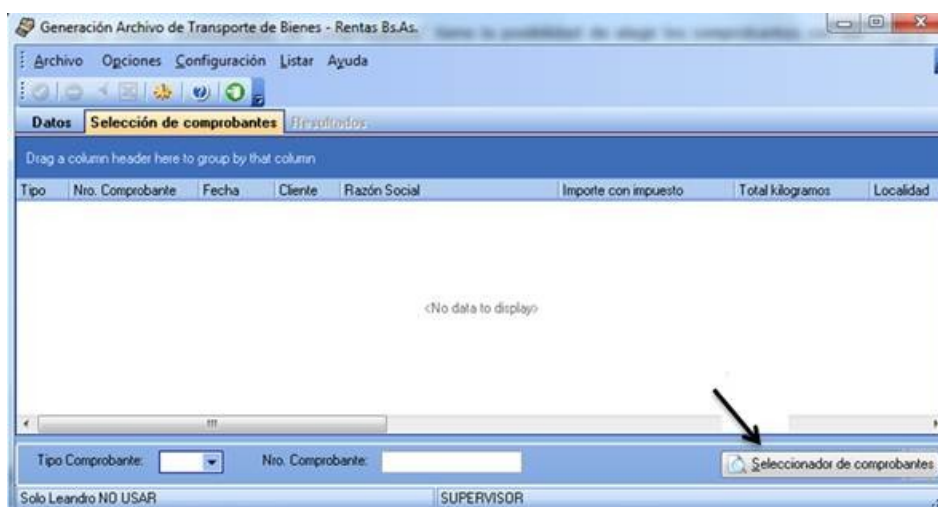 Generación Archivo de Transporte de Bienes - Rentas Bs.As.
Archivo Opciones Configuración Listar Ayuda
Datos Selección de comprobantes Resultados
Drag a column header here to group by that column
Tipo Nro. Comprobante Fecha Cliente Razón Social Importe con impuesto Total kilogramos Localidad
<No data to display>
Tipo Comprobante: Nro. Comprobante: Seleccionador de comprobantes
Solo Leandro NO USAR SUPERVISOR